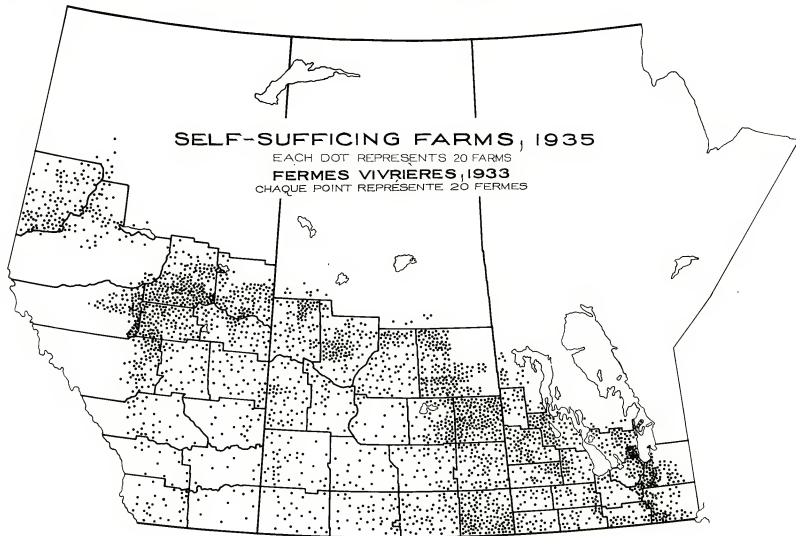 SELF-SUFFICING FARMS, 1935
EACH DOT REPRESENTS 20 FARMS
FERMES VIVRIÈRES, 1933
CHAQUE POINT REPRÉSENTE 20 FERMES